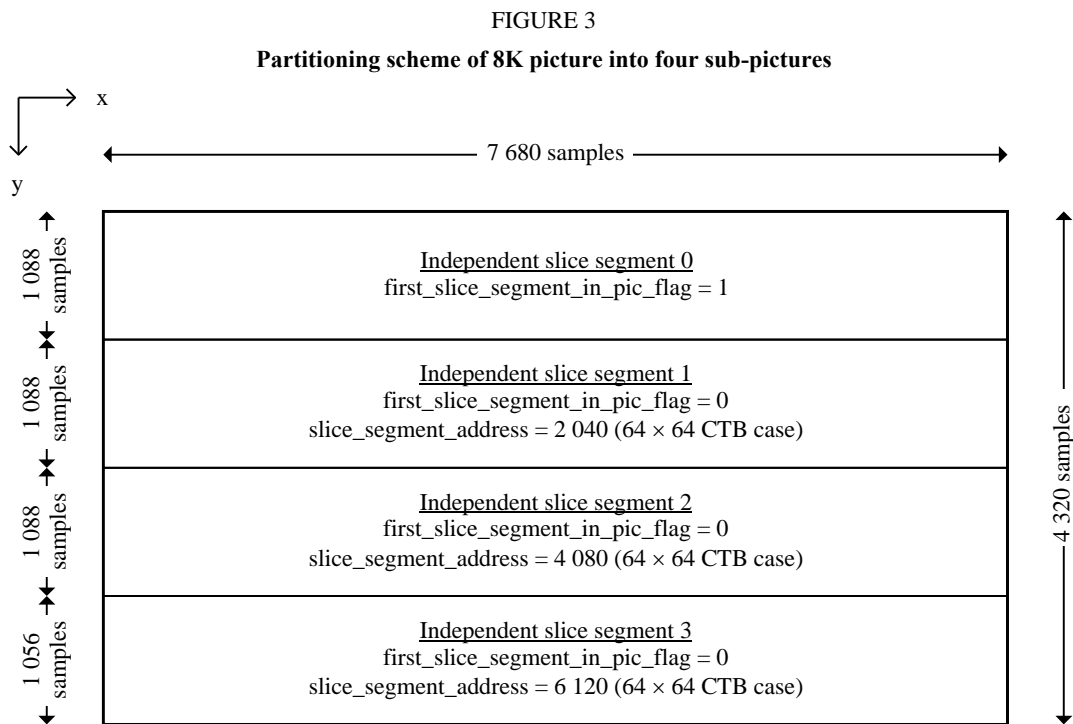 FIGURE 3
Partitioning scheme of 8K picture into four sub-pictures
x
7 680 samples
y
1 088
samples
Independent slice segment 0
first_slice_segment_in_pic_flag = 1
1 088
samples
Independent slice segment 1
first_slice_segment_in_pic_flag = 0
slice_segment_address = 2 040 (64 × 64 CTB case)
1 088
samples
Independent slice segment 2
first_slice_segment_in_pic_flag = 0
slice_segment_address = 4 080 (64 × 64 CTB case)
1 056
samples
Independent slice segment 3
first_slice_segment_in_pic_flag = 0
slice_segment_address = 6 120 (64 × 64 CTB case)
4 320 samples